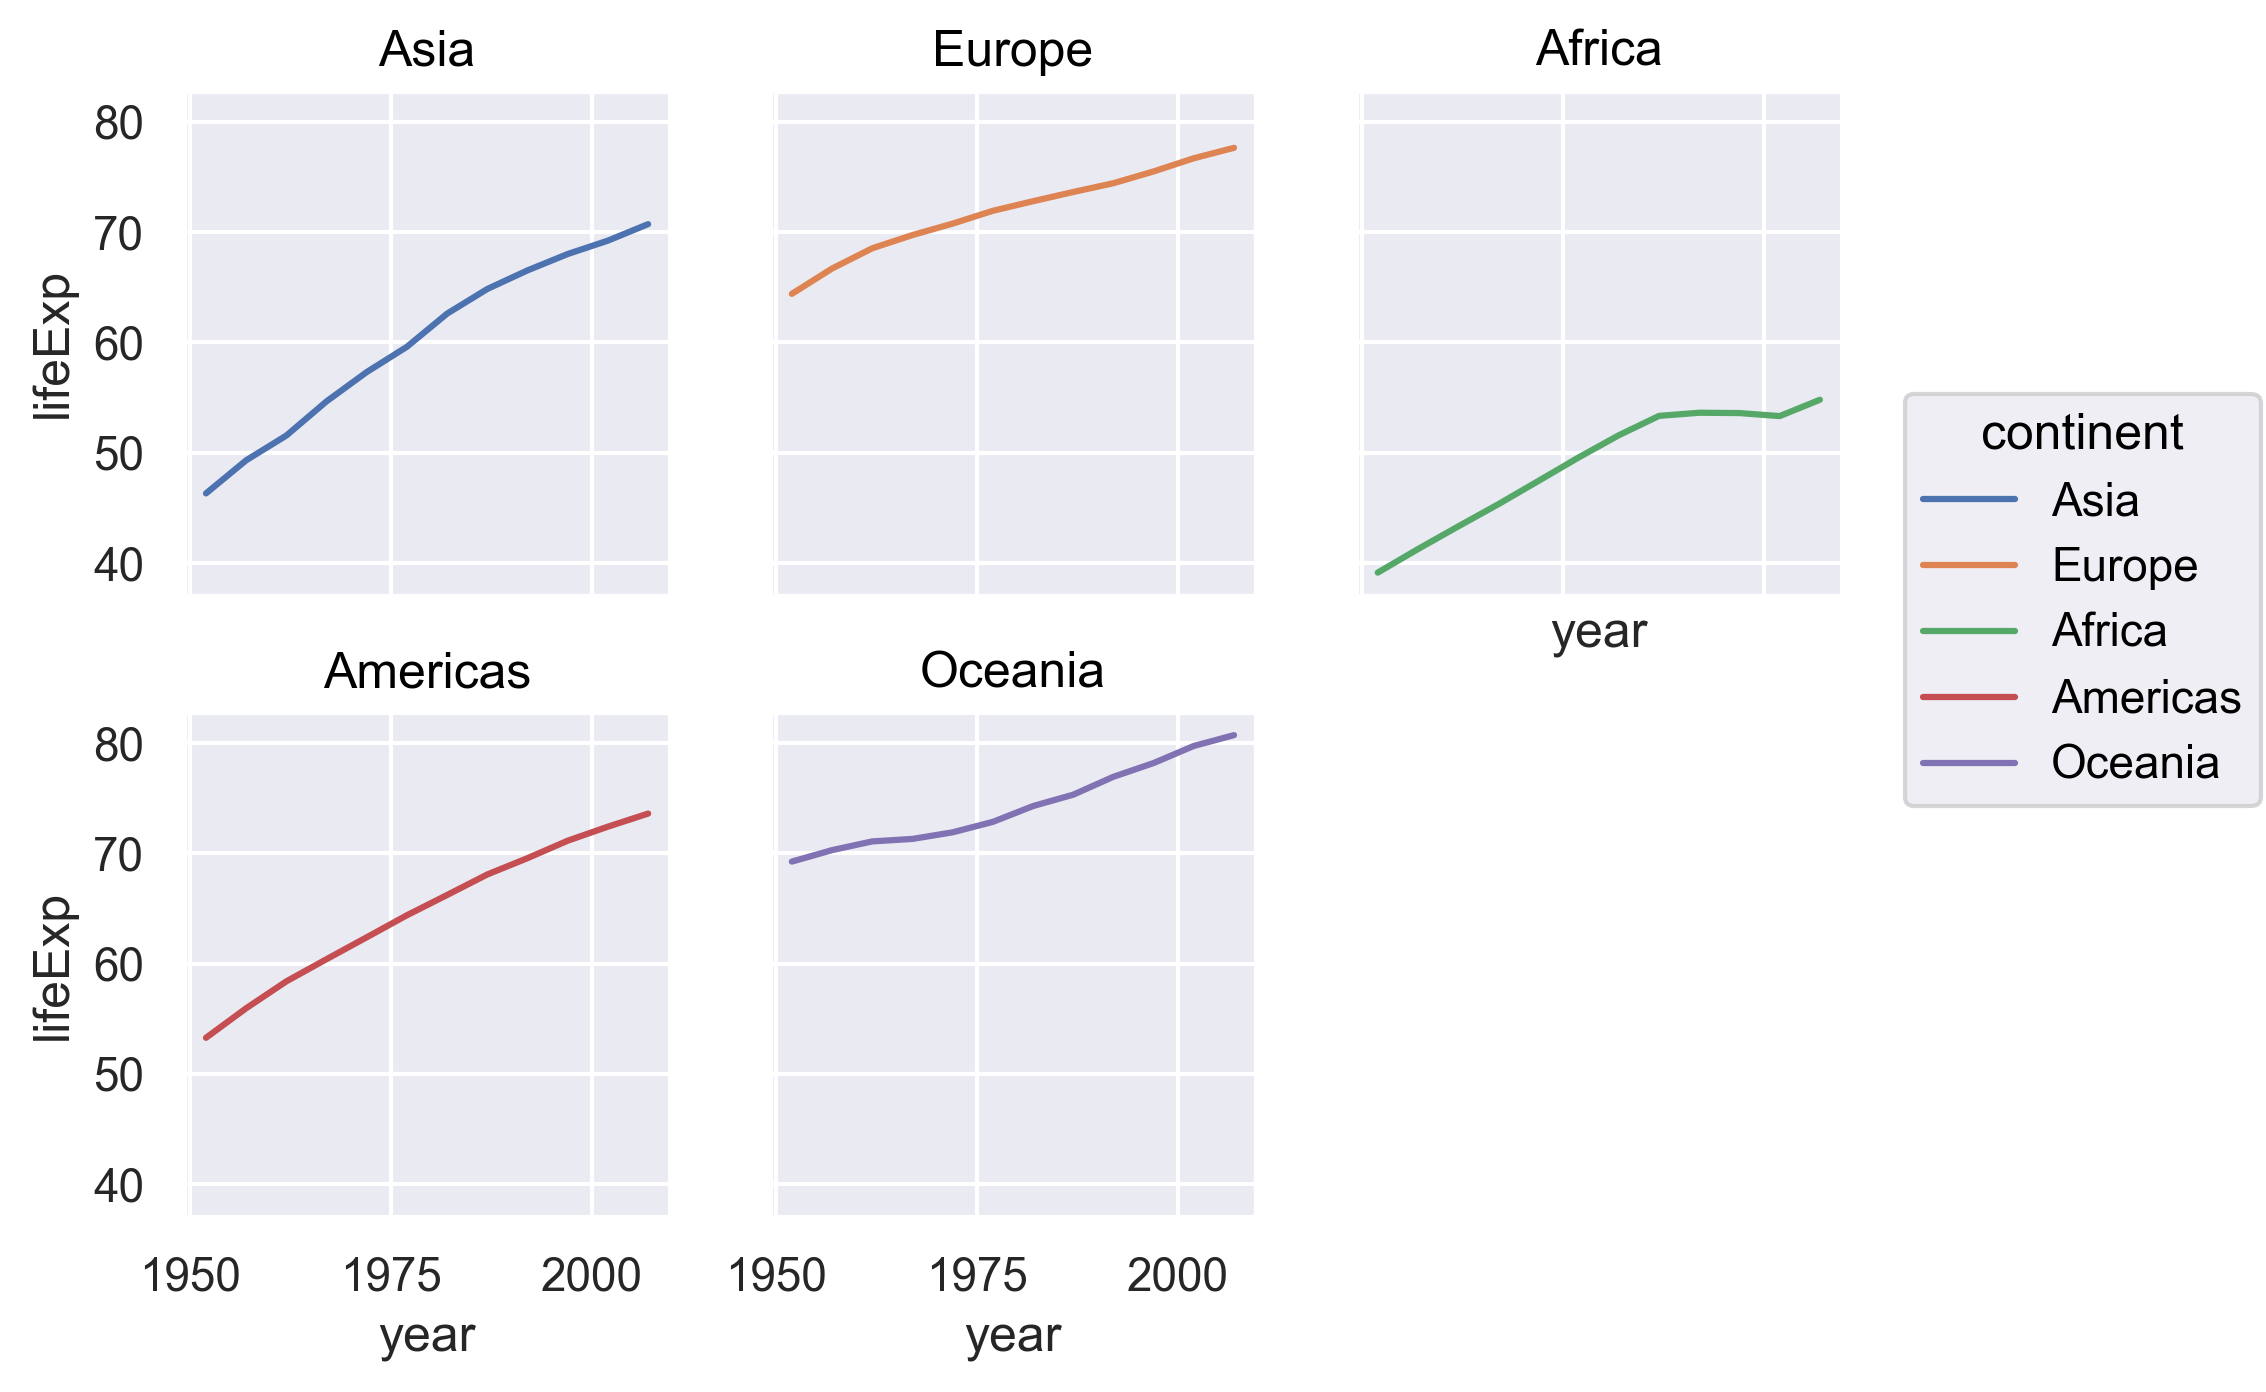 Asia
Europe
Africa
80
70
60
50
40
lifeExp
year
continent
Asia
Europe
Africa
Americas
Oceania
Americas
Oceania
80
70
60
50
40
lifeExp
1950 1975 2000
1950 1975 2000
year
year